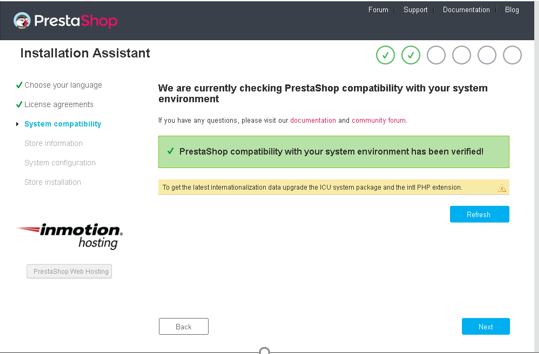 Forum Support Documentation Blog
PrestaShop
Installation Assistant
Choose your language
License agreements
System compatibility
Store information
System configuration
Store installation
inmotion
hosting
PrestaShop Web Hosting
We are currently checking PrestaShop compatibility with your system
environment
If you have any questions, please visit our documentation and community forum.
PrestaShop compatibility with your system environment has been verified!
To get the latest internationalization data upgrade the ICU system package and the intl PHP extension.
Refresh
Back
Next